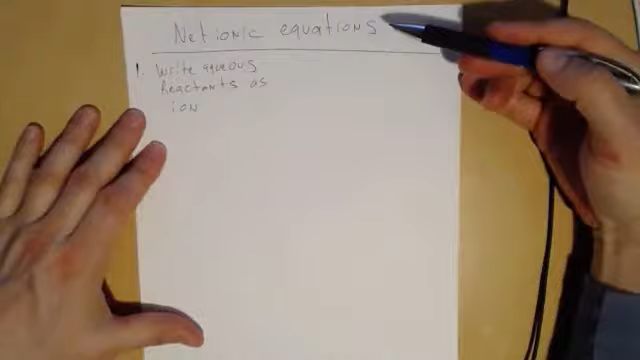 Net ionic equations
1. Write aqueous
Reactants as
ion